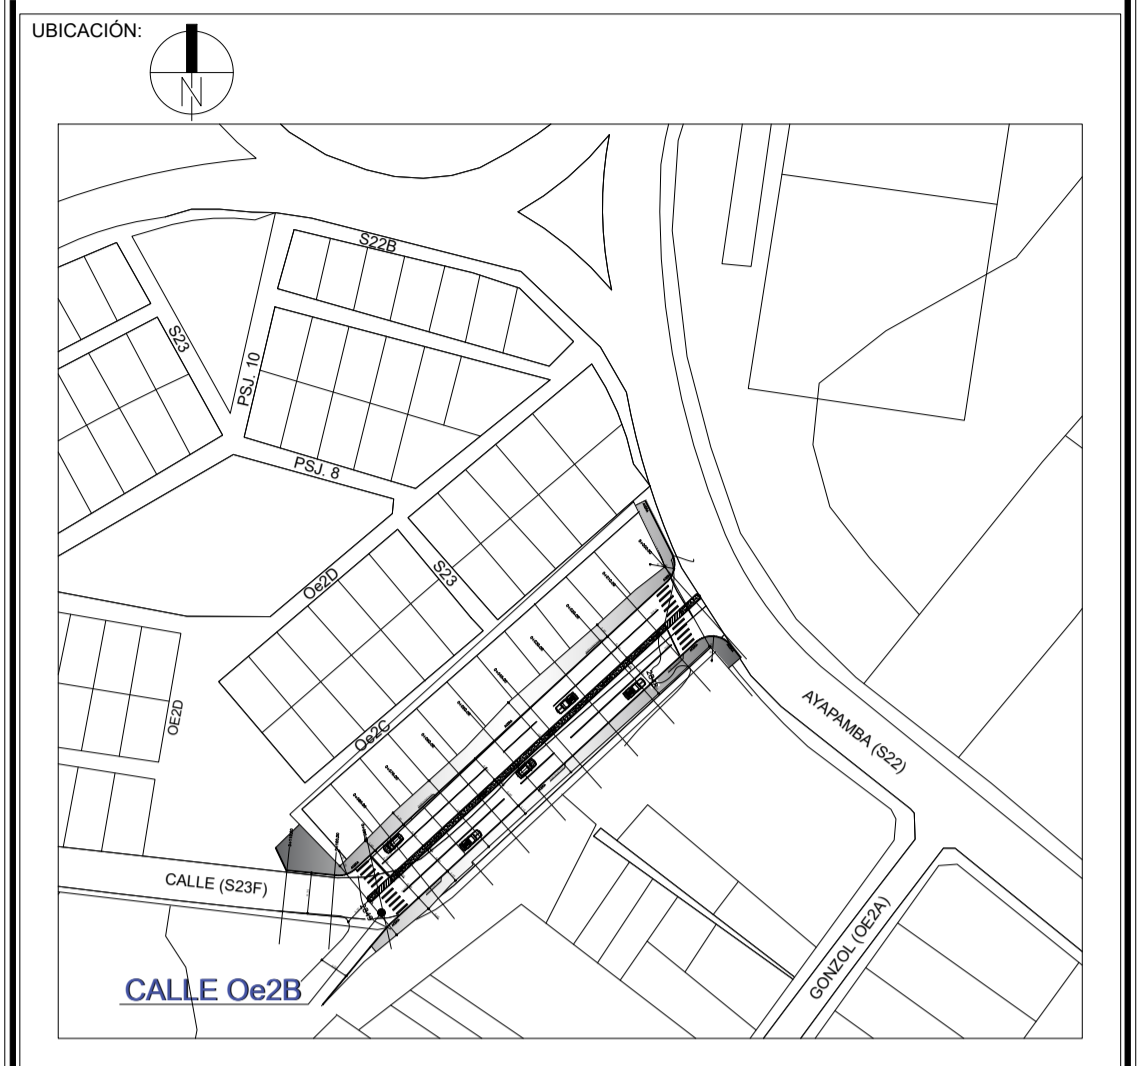 UBICACIÓN:
N
S22B
S23
PSJ. 10
PSJ. 8
Oe2D
S23
OE2D
Oe2C
AYAPAMBA (S22)
CALLE (S23F)
GONZOL (OE2A)
CALLE Oe2B